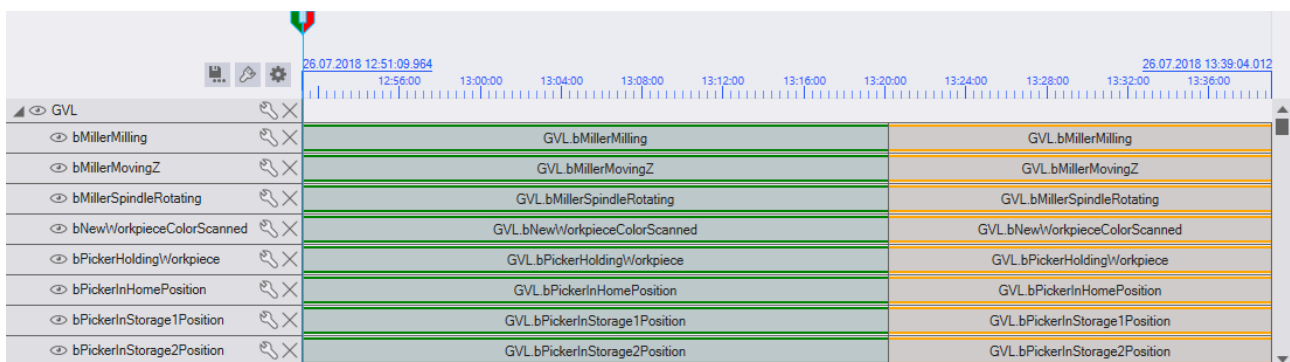 26.07.2018 12:51:09.964 26.07.2018 13:39:04.012
12:56:00 13:00:00 13:04:00 13:08:00 13:12:00 13:16:00 13:20:00 13:24:00 13:28:00 13:32:00 13:36:00
GVL
bMillerMilling GVL.bMillerMilling GVL.bMillerMilling
bMillerMovingZ GVL.bMillerMovingZ GVL.bMillerMovingZ
bMillerSpindleRotating GVL.bMillerSpindleRotating GVL.bMillerSpindleRotating
bNewWorkpieceColorScanned GVL.bNewWorkpieceColorScanned GVL.bNewWorkpieceColorScanned
bPickerHoldingWorkpiece GVL.bPickerHoldingWorkpiece GVL.bPickerHoldingWorkpiece
bPickerInHomePosition GVL.bPickerInHomePosition GVL.bPickerInHomePosition
bPickerInStorage1Position GVL.bPickerInStorage1Position GVL.bPickerInStorage1Position
bPickerInStorage2Position GVL.bPickerInStorage2Position GVL.bPickerInStorage2Position